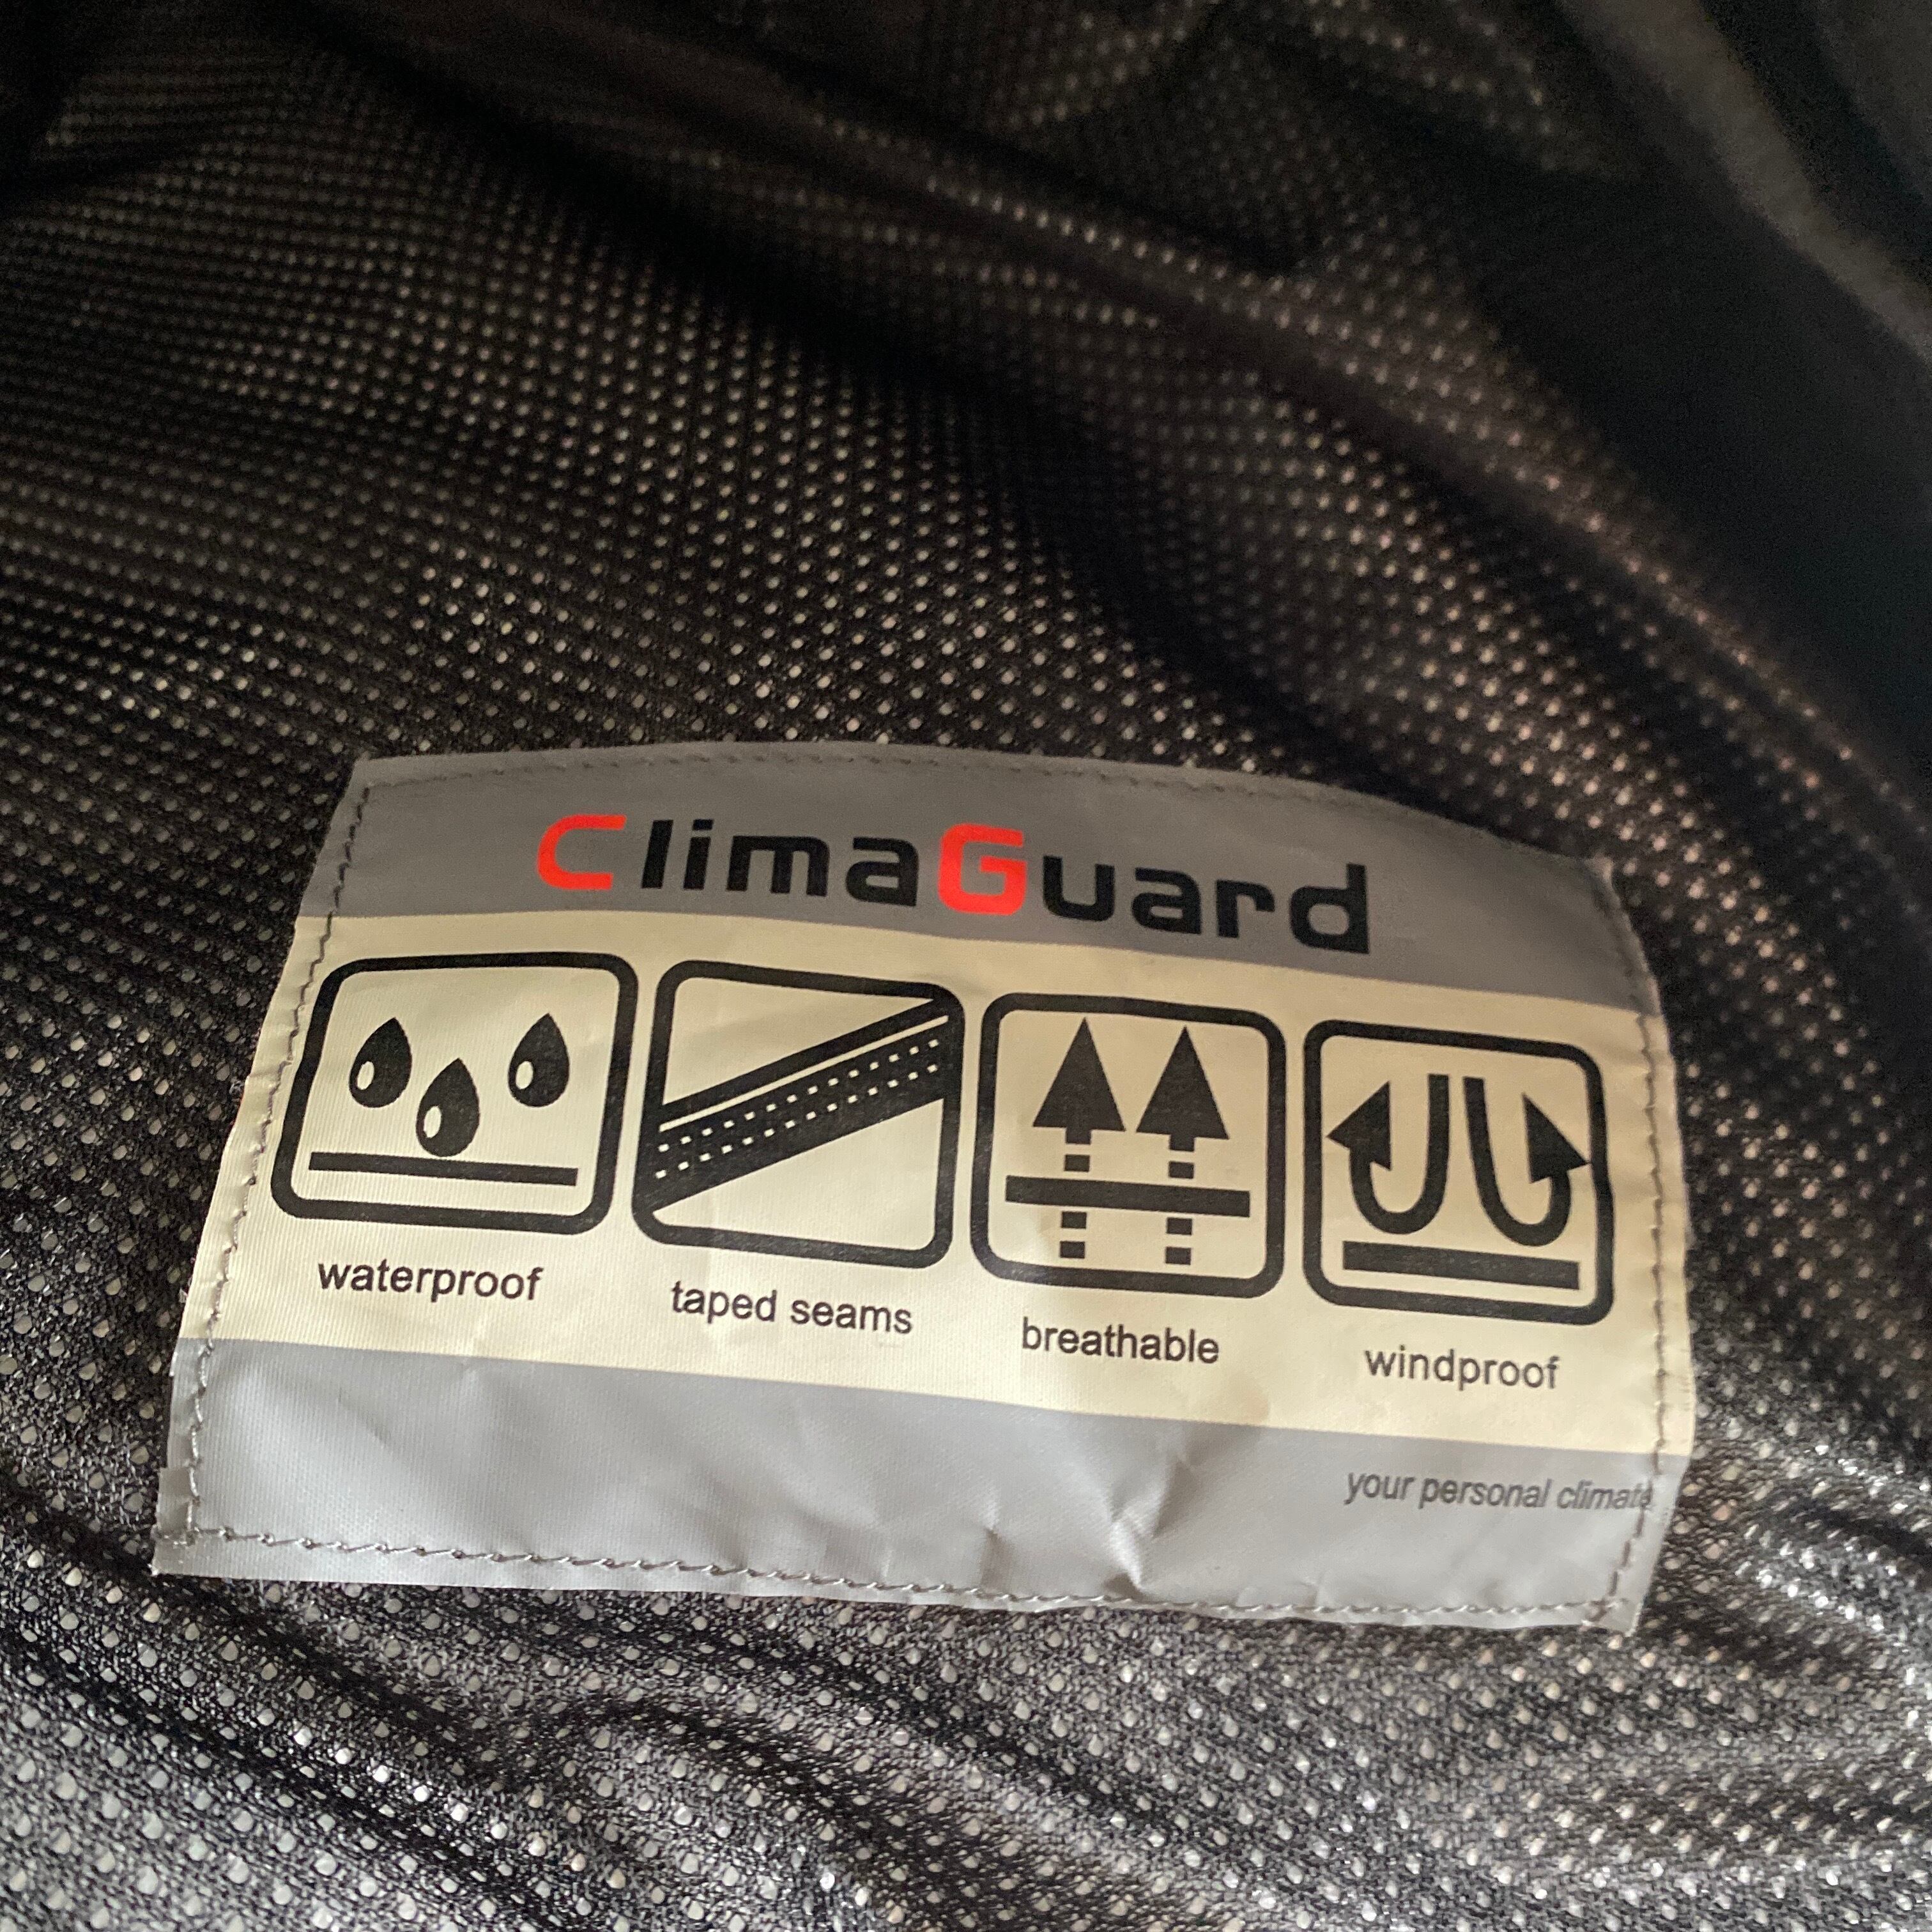 ClimaGuard
waterproof taped seams breathable windproof
your personal climate